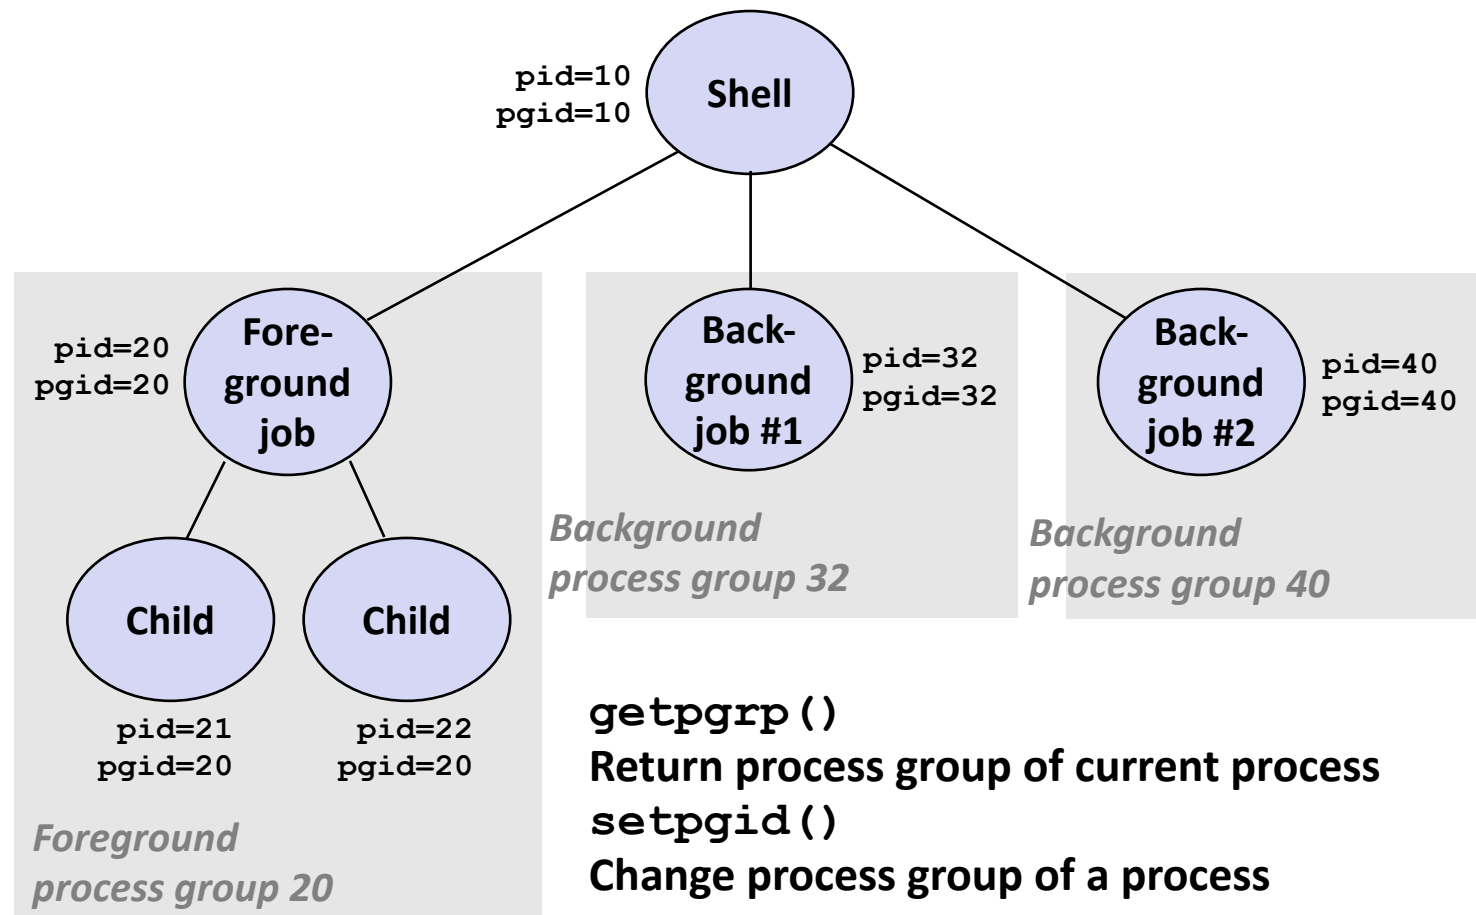 pid=10
pgid=10
Shell
pid=20
pgid=20
Fore-
ground
job
Back-
ground
job #1
pid=32
pgid=32
Back-
ground
job #2
pid=40
pgid=40
Background
process group 32
Background
process group 40
Child
Child
pid=21
pgid=20
pid=22
pgid=20
Foreground
process group 20
getpgrp()
Return process group of current process
setpgid()
Change process group of a process